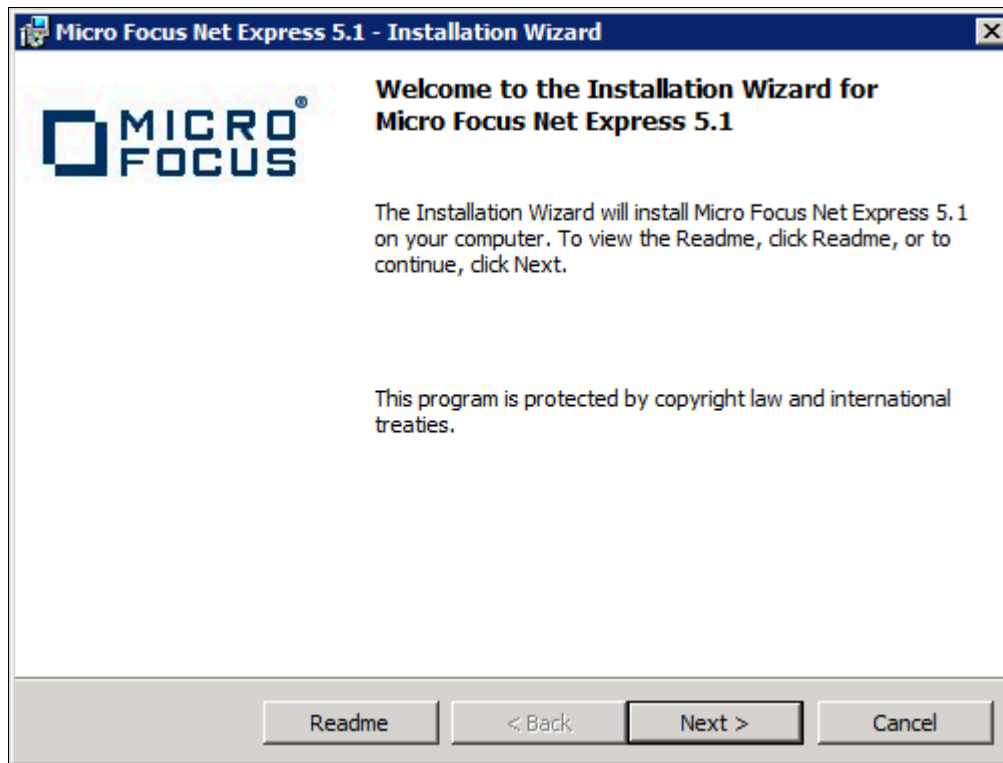 Micro Focus Net Express 5.1 - Installation Wizard
MICRO
FOCUS®
Welcome to the Installation Wizard for
Micro Focus Net Express 5.1
The Installation Wizard will install Micro Focus Net Express 5.1
on your computer. To view the Readme, click Readme, or to
continue, click Next.
This program is protected by copyright law and international
treaties.
Readme
< Back
Next >
Cancel